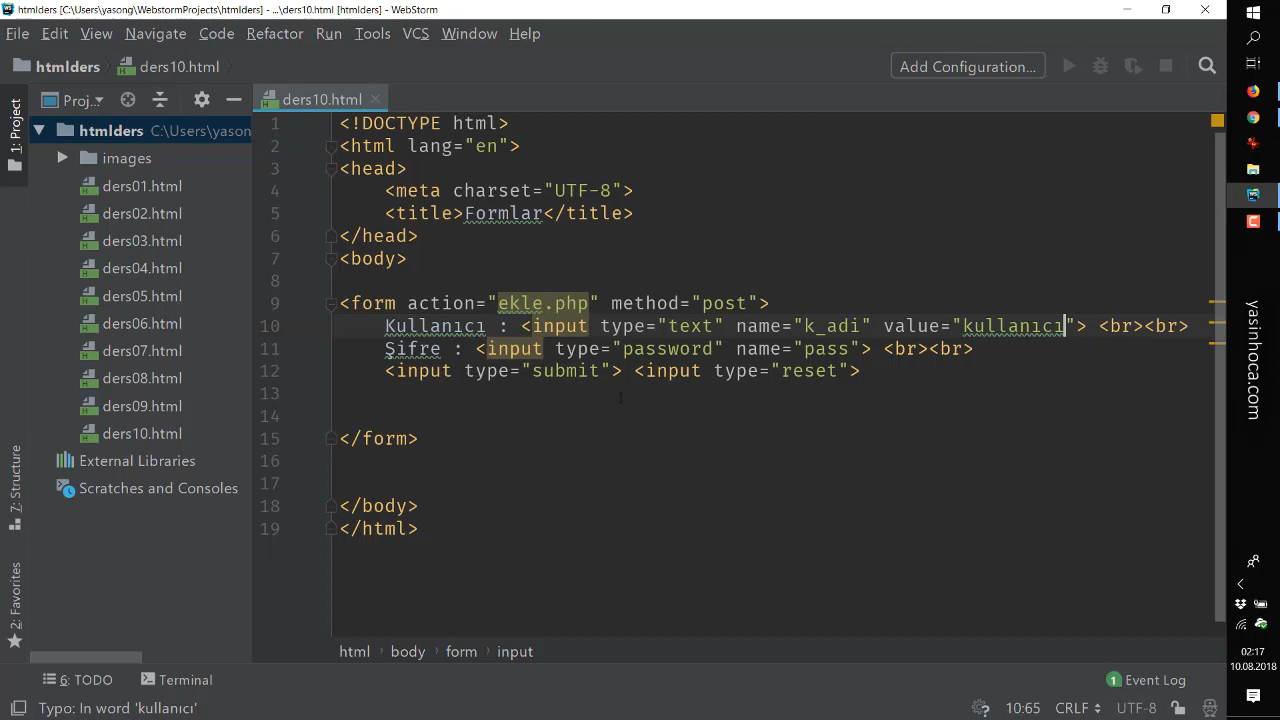 htmlders [C:\Users\yasong\WebstormProjects\htmlders] - ...\ders10.html [htmlders] - WebStorm
File Edit View Navigate Code Refactor Run Tools VCS Window Help
htmlders ders10.html Add Configuration...
1: Project
Proj... ders10.html
htmlders C:\Users\yason
images
ders01.html
ders02.html
ders03.html
ders04.html
ders05.html
ders06.html
ders07.html
ders08.html
ders09.html
ders10.html
External Libraries
Scratches and Consoles
7: Structure
2: Favorites
1 <!DOCTYPE html>
2 <html lang="en">
3 <head>
4 <meta charset="UTF-8">
5 <title>Formlar</title>
6 </head>
7 <body>
8
9 <form action="ekle.php" method="post">
10 Kullanıcı : <input type="text" name="k_adi" value="kullanıcı"> <br><br>
11 Şifre : <input type="password" name="pass"> <br><br>
12 <input type="submit"> <input type="reset">
13
14
15 </form>
16
17
18 </body>
19 </html>
html body form input
6: TODO Terminal 1 Event Log
Typo: In word 'kullanıcı' 10:65 CRLF UTF-8
yasinhoca.com
02:17
10.08.2018